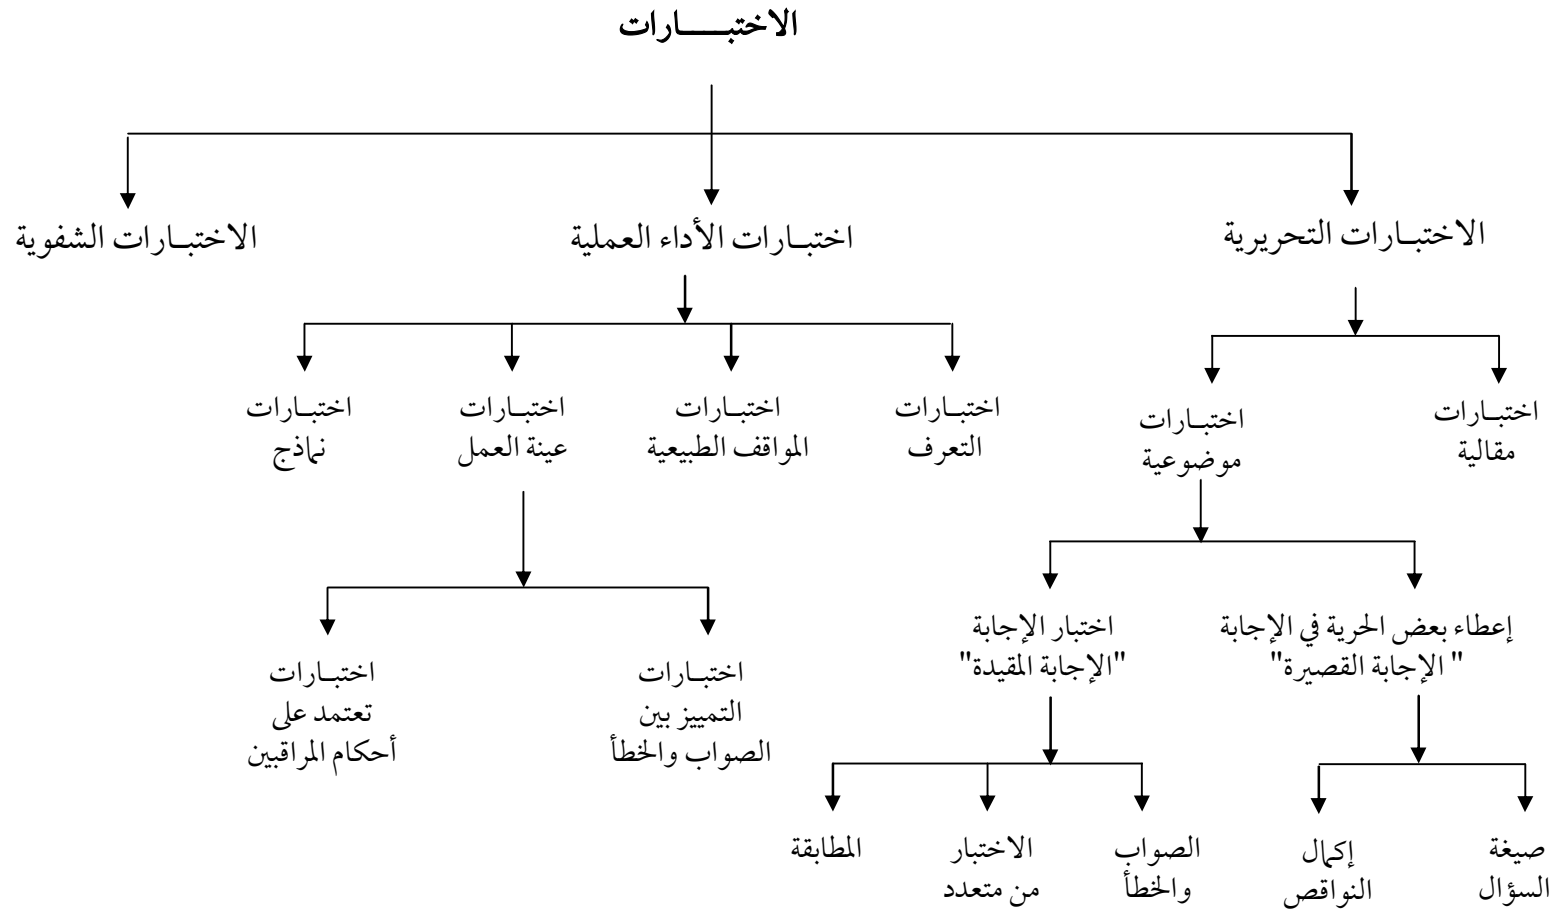 الاختبـــــارات
الاختبـارات التحريرية
اختبـارات الأداء العملية
الاختبـارات الشفوية
اختبـارات
مقالية
اختبـارات
موضوعية
اختبـارات
التعرف
اختبـارات
المواقف الطبيعية
اختبـارات
عينة العمل
اختبـارات
نماذج
إعطاء بعض الحرية في الإجابة
" الإجابة القصيرة"
اختبار الإجابة
"الإجابة المقيدة"
اختبـارات
التمييز بين
الصواب والخطأ
اختبـارات
تعتمد على
أحكام المراقبين
صيغة
السؤال
إكمال
النواقص
الصواب
والخطأ
الاختبار
من متعدد
المطابقة